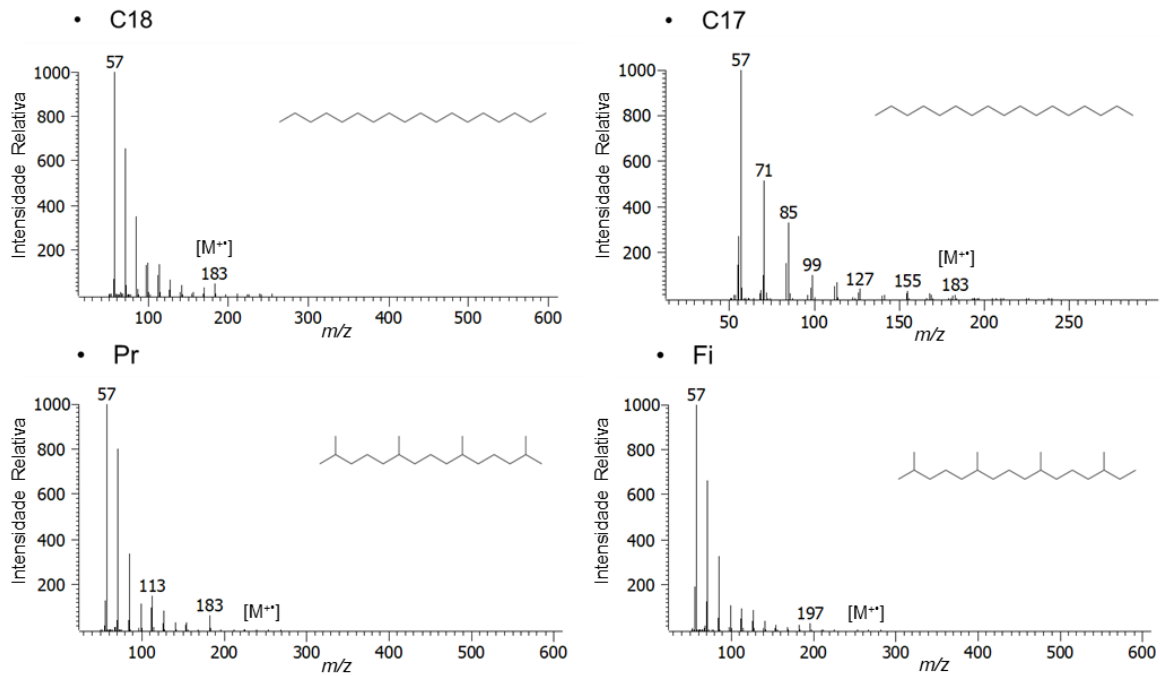 • C18
Intensidade Relativa
1000
800
600
400
200
57
[M⁺•]
183
100 200 300 400 500 600
m/z
• C17
Intensidade Relativa
1000
800
600
400
200
57
71
85
99
127
155
[M⁺•]
183
50 100 150 200 250
m/z
• Pr
Intensidade Relativa
1000
800
600
400
200
57
113
183
[M⁺•]
100 200 300 400 500 600
m/z
• Fi
Intensidade Relativa
1000
800
600
400
200
57
197
[M⁺•]
100 200 300 400 500 600
m/z